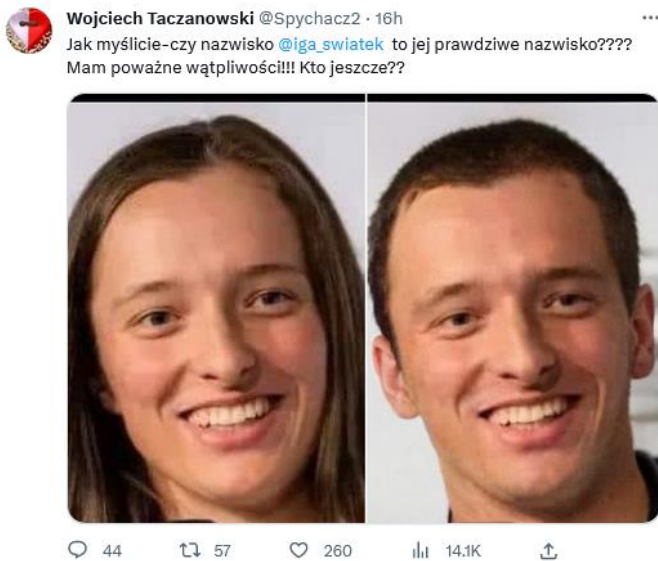 Wojciech Taczanowski @Spychacz2 · 16h
Jak myślicie-czy nazwisko @iga_swiatek to jej prawdziwe nazwisko????
Mam poważne wątpliwości!!! Kto jeszcze??
44 57 260 14.1K